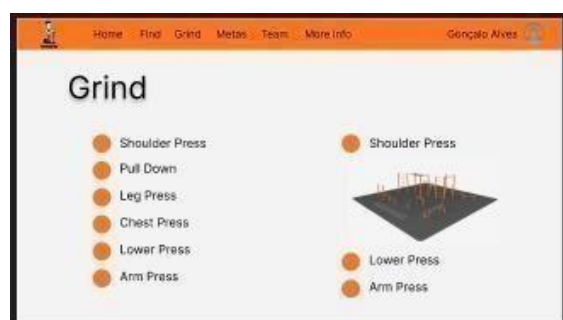 Home Find Grind Metas Team More Info Gonçalo Alves
Grind
Shoulder Press
Pull Down
Leg Press
Chest Press
Lower Press
Arm Press
Shoulder Press
Lower Press
Arm Press